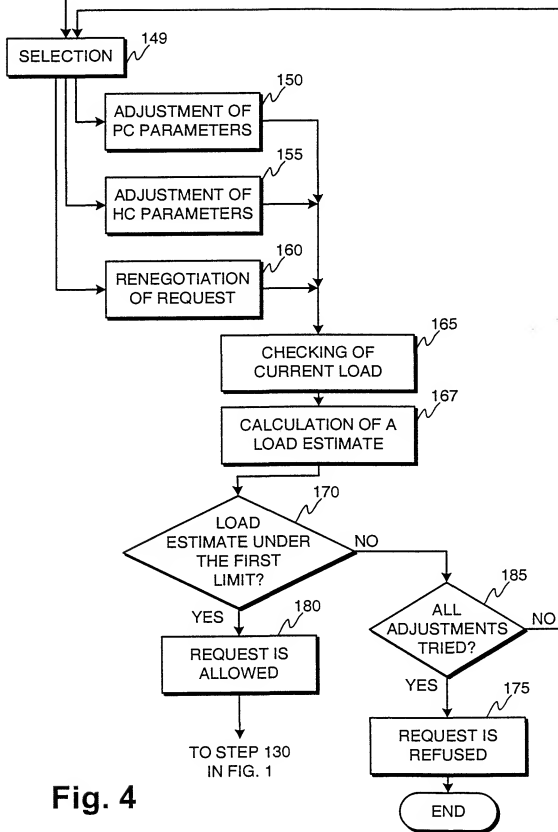 149
SELECTION
150
ADJUSTMENT OF
PC PARAMETERS
155
ADJUSTMENT OF
HC PARAMETERS
160
RENEGOTIATION
OF REQUEST
165
CHECKING OF
CURRENT LOAD
167
CALCULATION OF A
LOAD ESTIMATE
170
LOAD
ESTIMATE UNDER
THE FIRST
LIMIT?
NO
YES
185
ALL
ADJUSTMENTS
TRIED?
NO
YES
180
REQUEST IS
ALLOWED
175
REQUEST IS
REFUSED
TO STEP 130
IN FIG. 1
END
Fig. 4